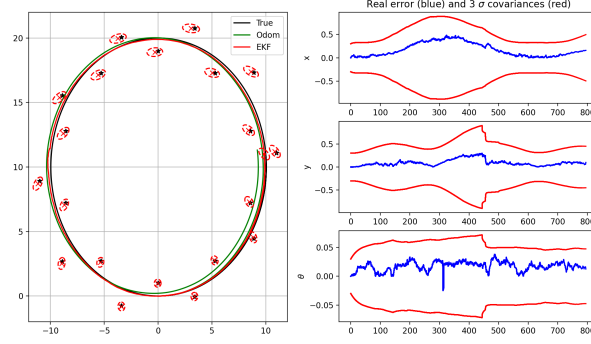 Real error (blue) and 3 σ covariances (red)
True
Odom
EKF
20
15
10
5
0
−10 −5 0 5 10
x
0.5
0.0
−0.5
0 100 200 300 400 500 600 700 800
y
0.5
0.0
−0.5
0 100 200 300 400 500 600 700 800
θ
0.05
0.00
−0.05
0 100 200 300 400 500 600 700 800